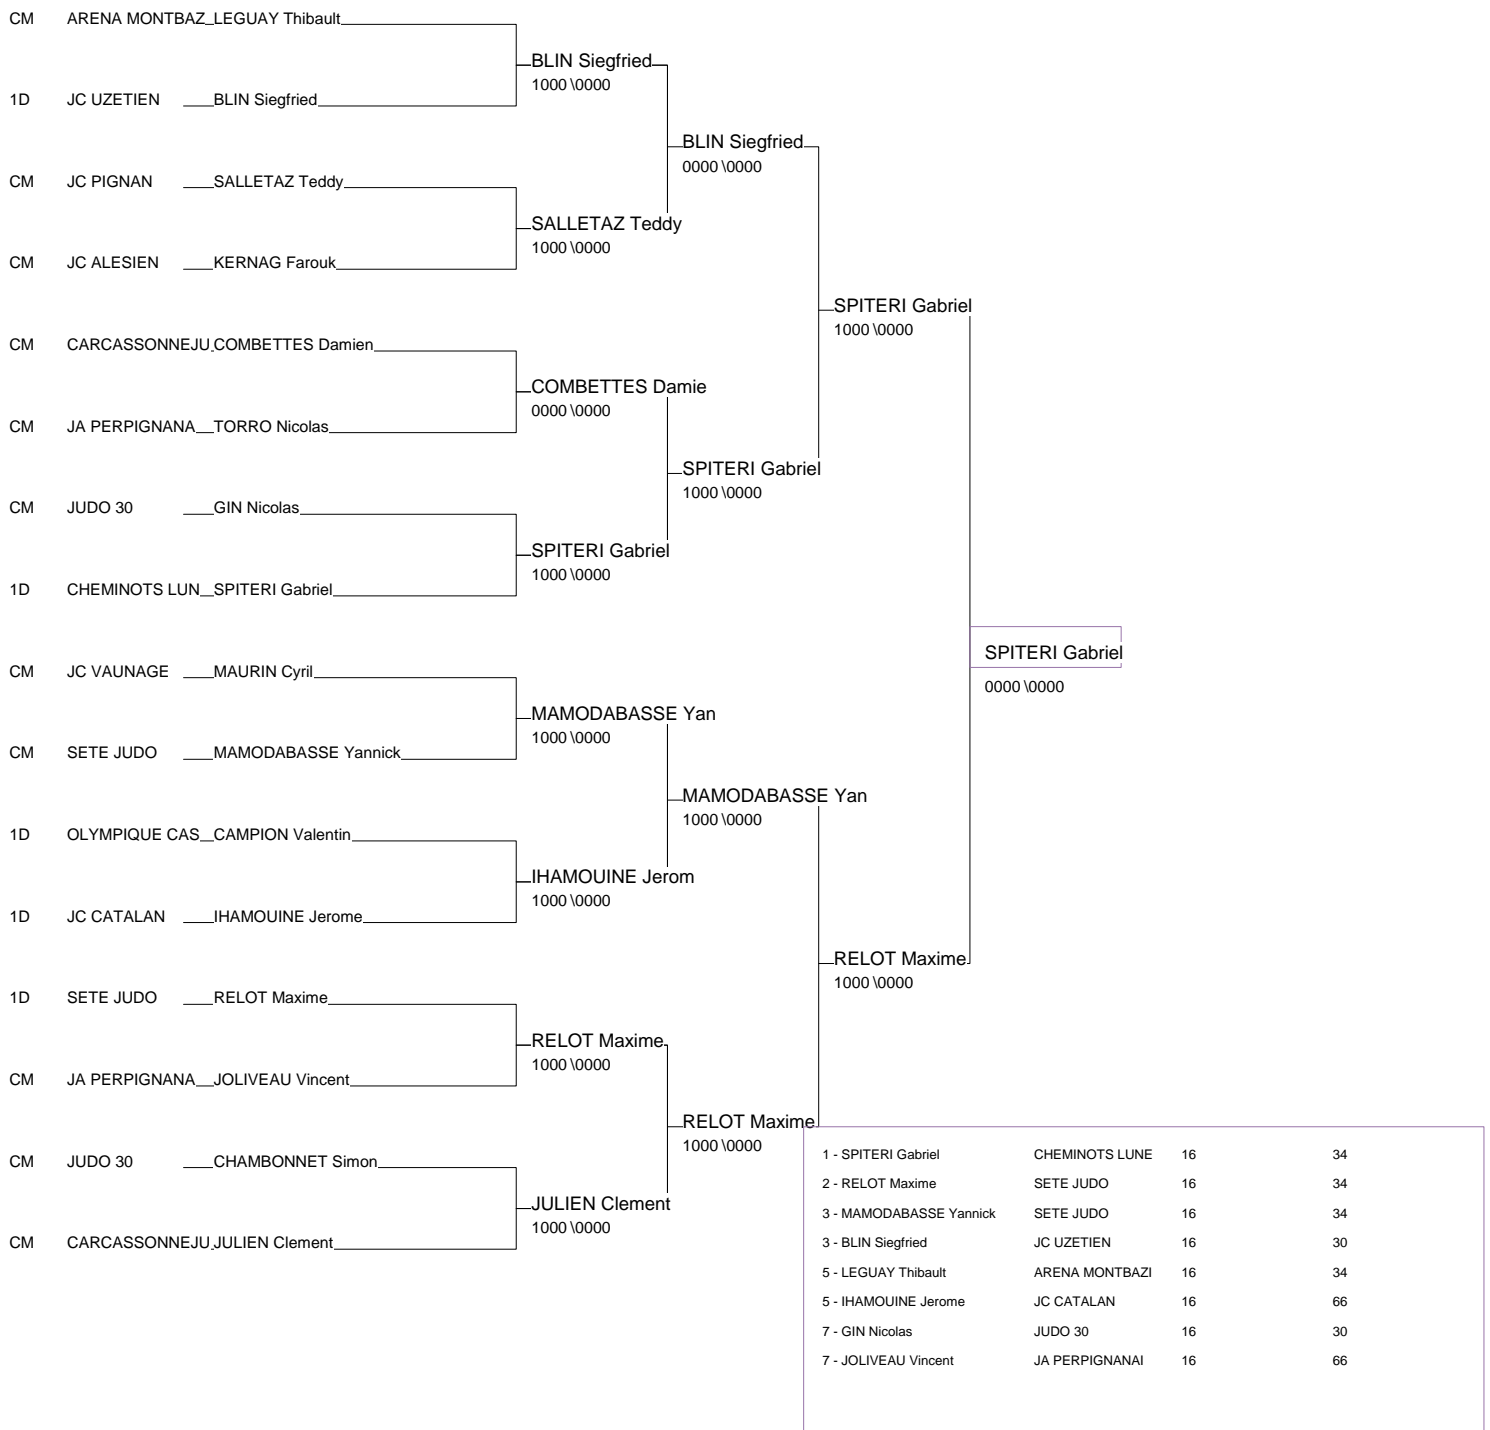 CM ARENA MONTBAZ LEGUAY Thibault
BLIN Siegfried
1000 \0000
1D JC UZETIEN BLIN Siegfried
BLIN Siegfried
0000 \0000
CM JC PIGNAN SALLETAZ Teddy
SALLETAZ Teddy
1000 \0000
CM JC ALESIEN KERNAG Farouk
SPITERI Gabriel
1000 \0000
CM CARCASSONNEJU COMBETTES Damien
COMBETTES Damie
0000 \0000
CM JA PERPIGNANA TORRO Nicolas
SPITERI Gabriel
1000 \0000
CM JUDO 30 GIN Nicolas
SPITERI Gabriel
1000 \0000
1D CHEMINOTS LUN SPITERI Gabriel
SPITERI Gabriel
0000 \0000
CM JC VAUNAGE MAURIN Cyril
MAMODABASSE Yan
1000 \0000
CM SETE JUDO MAMODABASSE Yannick
MAMODABASSE Yan
1000 \0000
1D OLYMPIQUE CAS CAMPION Valentin
IHAMOUINE Jerom
1000 \0000
1D JC CATALAN IHAMOUINE Jerome
RELOT Maxime
1000 \0000
1D SETE JUDO RELOT Maxime
RELOT Maxime
1000 \0000
CM JA PERPIGNANA JOLIVEAU Vincent
RELOT Maxime
1000 \0000
CM JUDO 30 CHAMBONNET Simon
JULIEN Clement
1000 \0000
CM CARCASSONNEJU JULIEN Clement
1 - SPITERI Gabriel CHEMINOTS LUNE 16 34
2 - RELOT Maxime SETE JUDO 16 34
3 - MAMODABASSE Yannick SETE JUDO 16 34
3 - BLIN Siegfried JC UZETIEN 16 30
5 - LEGUAY Thibault ARENA MONTBAZI 16 34
5 - IHAMOUINE Jerome JC CATALAN 16 66
7 - GIN Nicolas JUDO 30 16 30
7 - JOLIVEAU Vincent JA PERPIGNANAI 16 66